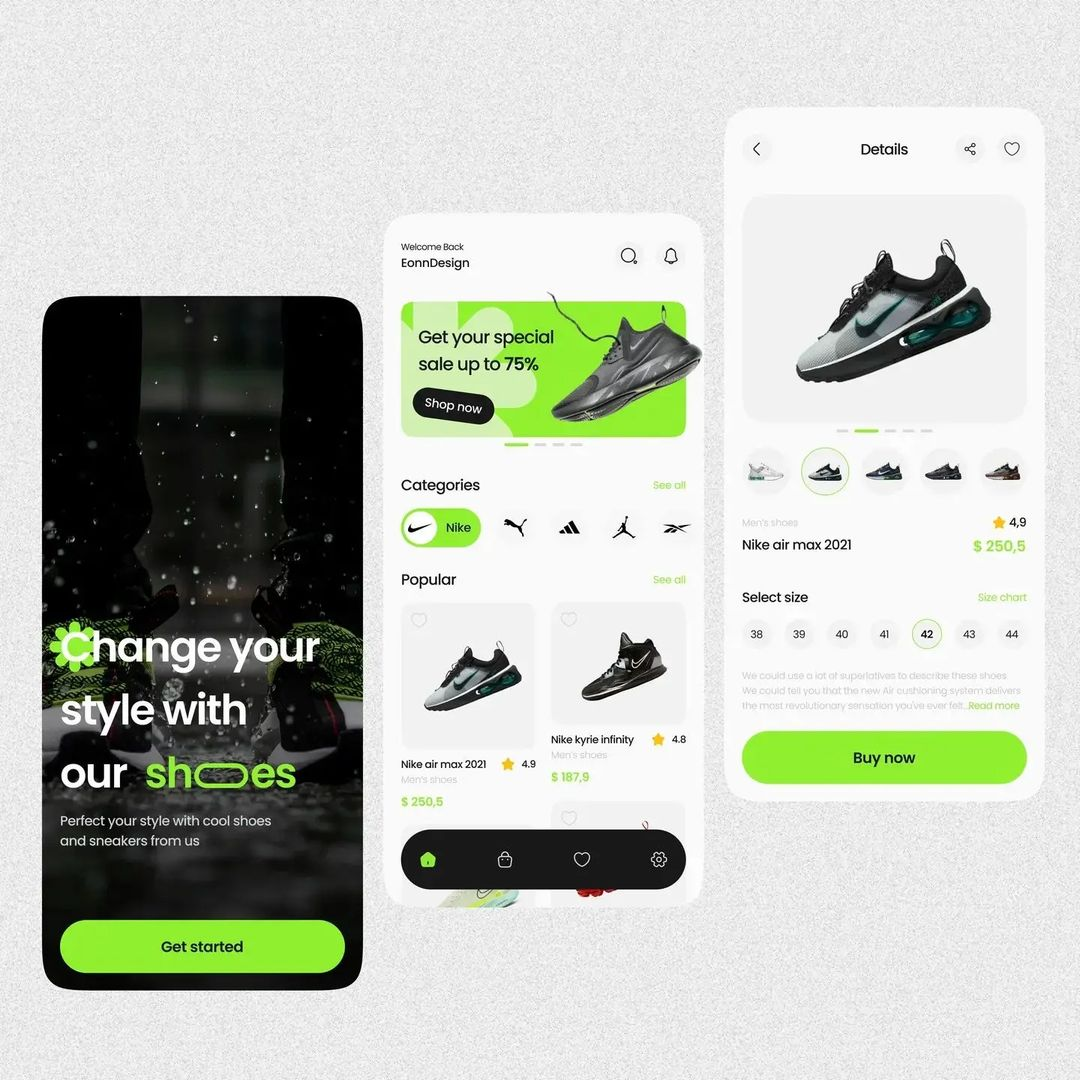 Change your
style with
our shoes
Perfect your style with cool shoes
and sneakers from us
Get started
Welcome Back
EonnDesign
Get your special
sale up to 75%
Shop now
Categories
See all
Nike
Popular
See all
Nike air max 2021
4.9
Men's shoes
$ 250,5
Nike kyrie infinity
4.8
Men's shoes
$ 187,9
Details
Men's shoes
4,9
Nike air max 2021
$ 250,5
Select size
Size chart
38 39 40 41 42 43 44
We could use a lot of superlatives to describe these shoes
We could tell you that the new Air cushioning system delivers
the most revolutionary sensation you've ever felt...Read more
Buy now